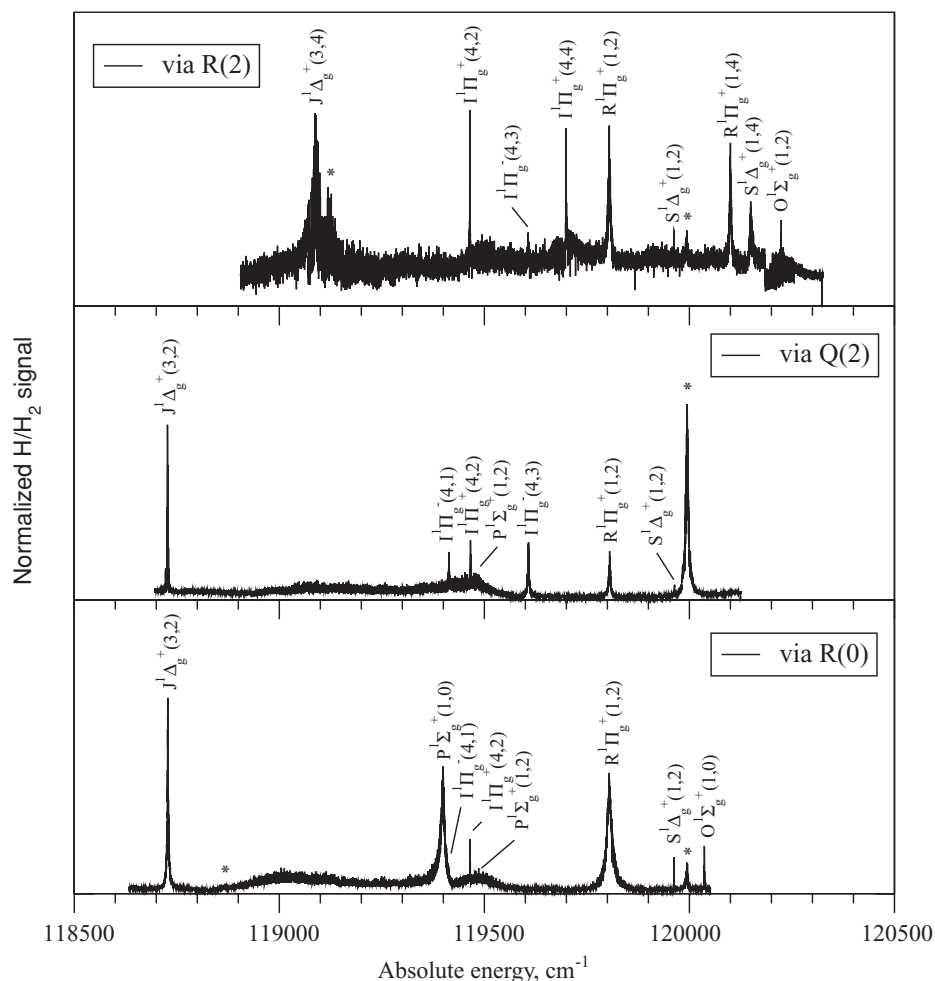 via R(2)
J¹Δg⁺(3,4)
*
I¹Πg⁺(4,2)
I¹Πg⁻(4,3)
I¹Πg⁺(4,4)
R¹Πg⁺(1,2)
S¹Δg⁺(1,2)
*
R¹Πg⁺(1,4)
S¹Δg⁺(1,4)
O¹Σg⁺(1,2)
via Q(2)
J¹Δg⁺(3,2)
I¹Πg⁻(4,1)
I¹Πg⁺(4,2)
P¹Σg⁺(1,2)
I¹Πg⁻(4,3)
R¹Πg⁺(1,2)
S¹Δg⁺(1,2)
*
via R(0)
J¹Δg⁺(3,2)
*
P¹Σg⁺(1,0)
I¹Πg⁻(4,1)
I¹Πg⁺(4,2)
P¹Σg⁺(1,2)
R¹Πg⁺(1,2)
S¹Δg⁺(1,2)
*
O¹Σg⁺(1,0)
Normalized H/H₂ signal
118500 119000 119500 120000 120500
Absolute energy, cm⁻¹